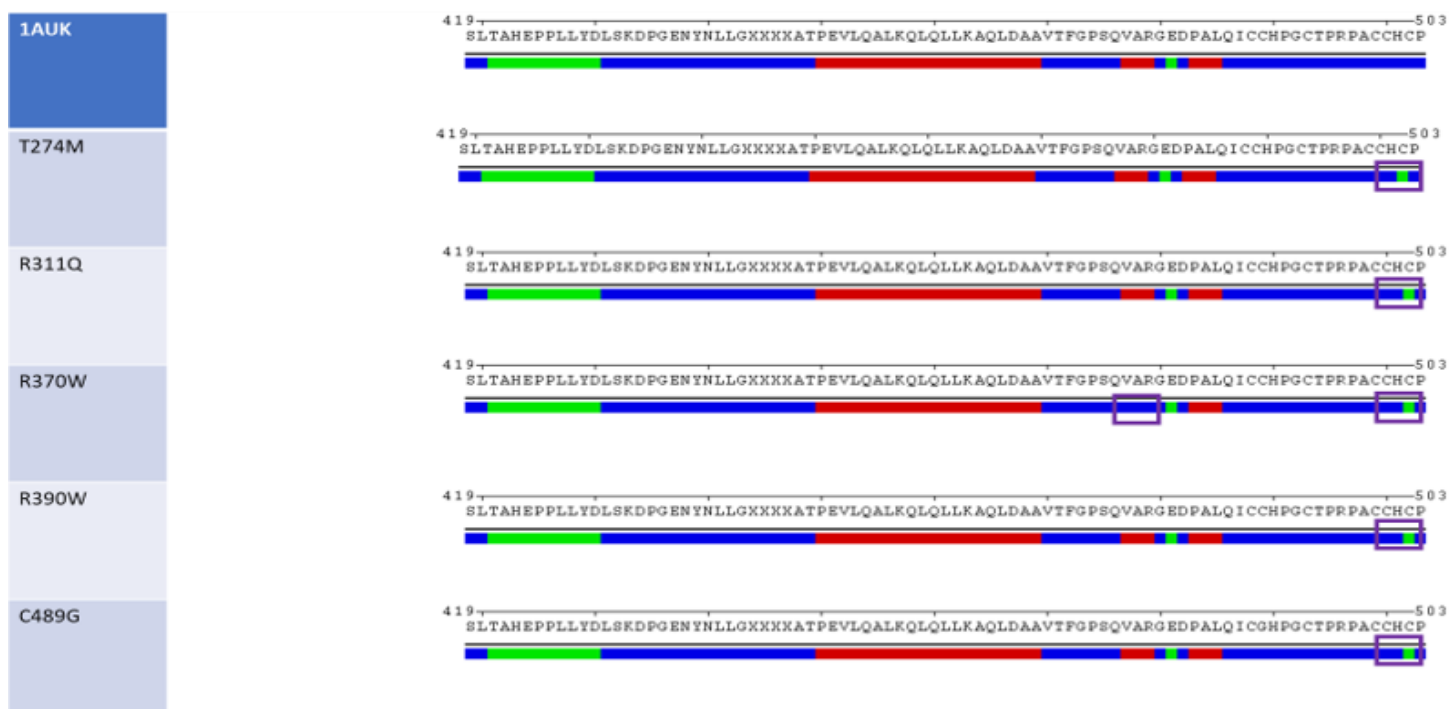 1AUK
419 503
SLTAHEPPLLYDLSKDPGENYNLLGXXXXATPEVLQALKQLQLLKAQLDAAVTFGPSQVARGEDPALQICCHPGCTPRPACCHCP
T274M
419 503
SLTAHEPPLLYDLSKDPGENYNLLGXXXXATPEVLQALKQLQLLKAQLDAAVTFGPSQVARGEDPALQICCHPGCTPRPACCHCP
R311Q
419 503
SLTAHEPPLLYDLSKDPGENYNLLGXXXXATPEVLQALKQLQLLKAQLDAAVTFGPSQVARGEDPALQICCHPGCTPRPACCHCP
R370W
419 503
SLTAHEPPLLYDLSKDPGENYNLLGXXXXATPEVLQALKQLQLLKAQLDAAVTFGPSQVARGEDPALQICCHPGCTPRPACCHCP
R390W
419 503
SLTAHEPPLLYDLSKDPGENYNLLGXXXXATPEVLQALKQLQLLKAQLDAAVTFGPSQVARGEDPALQICCHPGCTPRPACCHCP
C489G
419 503
SLTAHEPPLLYDLSKDPGENYNLLGXXXXATPEVLQALKQLQLLKAQLDAAVTFGPSQVARGEDPALQICGHPGCTPRPACCHCP